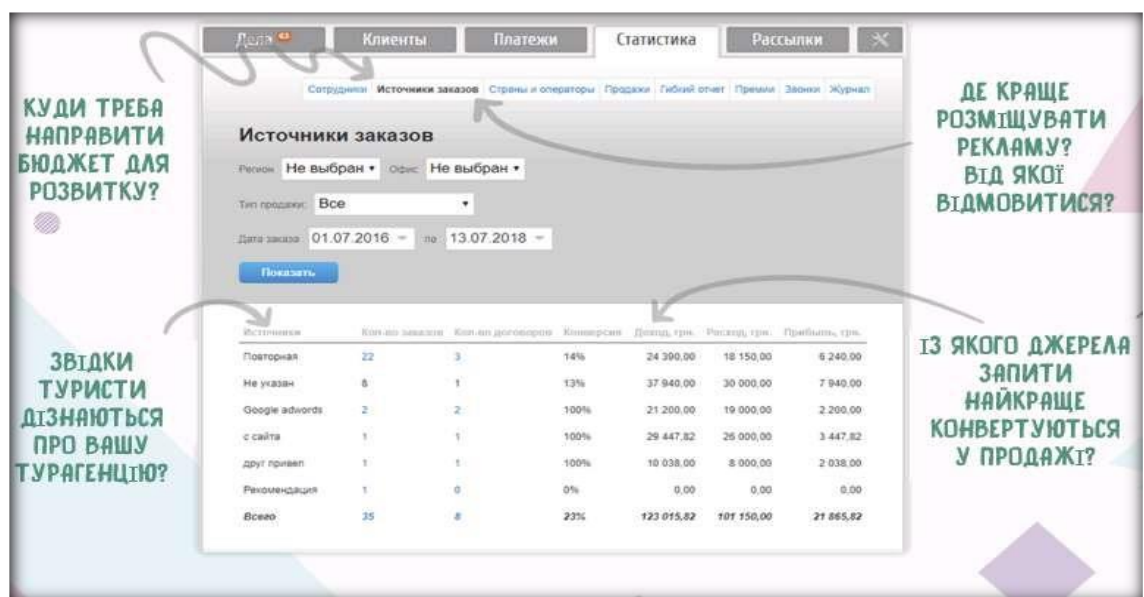 Дела
Клиенты
Платежи
Статистика
Рассылки
Сотрудники Источники заказов Страны и операторы Продажи Гибкий отчет Премии Звонки Журнал
КУДИ ТРЕБА
НАПРАВИТИ
БЮДЖЕТ ДЛЯ
РОЗВИТКУ?
ДЕ КРАЩЕ
РОЗМІЩУВАТИ
РЕКЛАМУ?
ВІД ЯКОЇ
ВІДМОВИТИСЯ?
Источники заказов
Регион Не выбран Офис: Не выбран
Тип продажи: Все
Дата заказа 01.07.2016 по 13.07.2018
Показать
ЗВІДКИ
ТУРИСТИ
ДІЗНАЮТЬСЯ
ПРО ВАШУ
ТУРАГЕНЦІЮ?
ІЗ ЯКОГО ДЖЕРЕЛА
ЗАПИТИ
НАЙКРАЩЕ
КОНВЕРТУЮТЬСЯ
У ПРОДАЖІ?
Источники Кол-во заказов Кол-во договоров Конверсия Доход, грн. Расход, грн. Прибыль, грн.
Повторная 22 3 14% 24 390,00 18 150,00 6 240,00
Не указан 8 1 13% 37 940,00 30 000,00 7 940,00
Google adwords 2 2 100% 21 200,00 19 000,00 2 200,00
с сайта 1 1 100% 29 447,82 26 000,00 3 447,82
друг привел 1 1 100% 10 038,00 8 000,00 2 038,00
Рекомендация 1 0 0% 0,00 0,00 0,00
Всего 35 8 23% 123 015,82 101 150,00 21 865,82